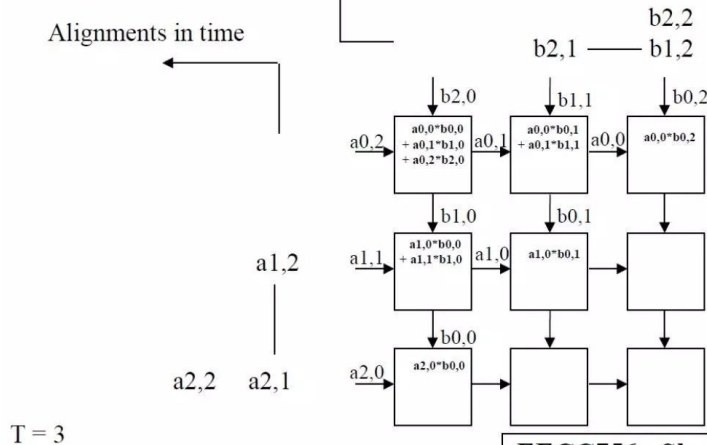 b2,2
Alignments in time
b2,1 b1,2
b2,0 b1,1 b0,2
a0,2 a0,0*b0,0 a0,1 a0,0*b0,1 a0,0 a0,0*b0,2
+ a0,1*b1,0 + a0,1*b1,1
+ a0,2*b2,0
b1,0 b0,1
a1,2 a1,1 a1,0*b0,0 a1,0 a1,0*b0,1
+ a1,1*b1,0
b0,0
a2,2 a2,1 a2,0 a2,0*b0,0
T = 3